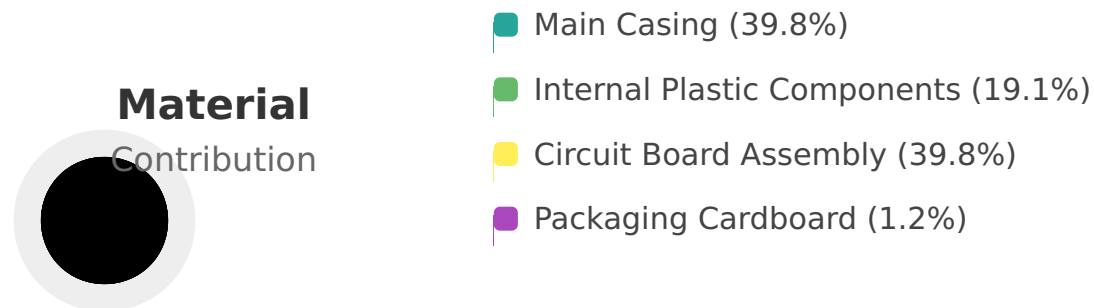 Material
Contribution
Main Casing (39.8%)
Internal Plastic Components (19.1%)
Circuit Board Assembly (39.8%)
Packaging Cardboard (1.2%)